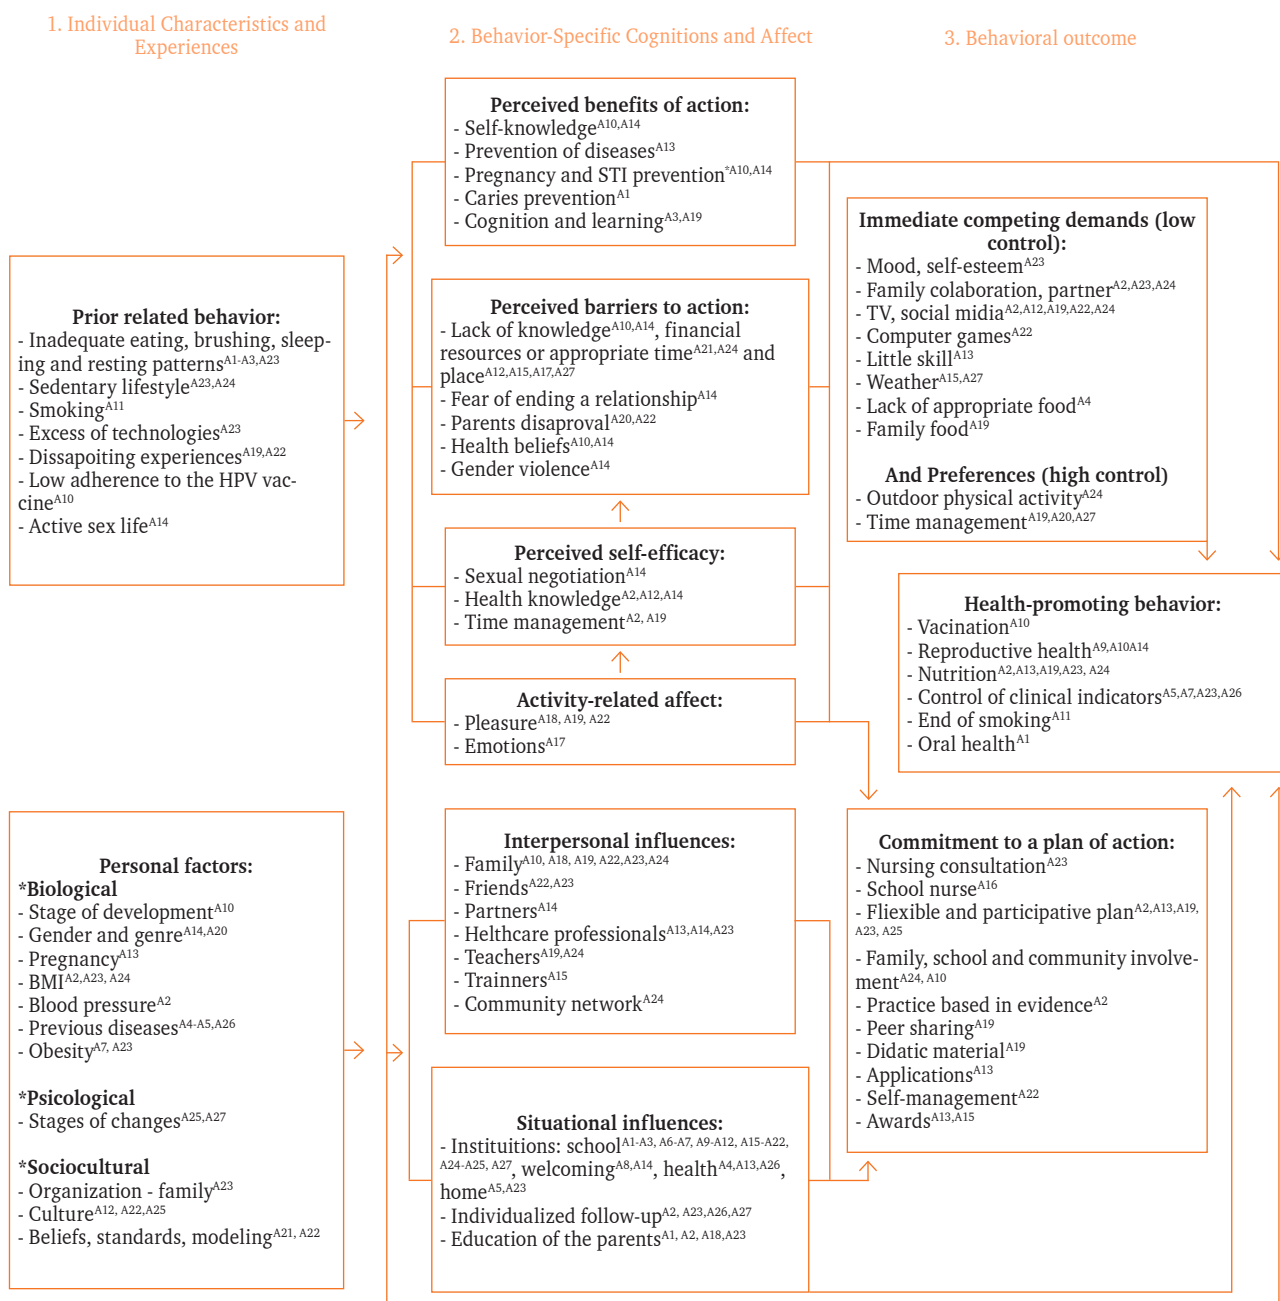 1. Individual Characteristics and
Experiences
2. Behavior-Specific Cognitions and Affect
3. Behavioral outcome
Prior related behavior:
- Inadequate eating, brushing, sleep-
ing and resting patternsA1-A3,A23
- Sedentary lifestyleA23,A24
- SmokingA11
- Excess of technologiesA23
- Dissapoiting experiencesA19,A22
- Low adherence to the HPV vac-
cineA10
- Active sex lifeA14
Personal factors:
*Biological
- Stage of developmentA10
- Gender and genreA14,A20
- PregnancyA13
- BMIA2,A23, A24
- Blood pressureA2
- Previous diseasesA4-A5,A26
- ObesityA7, A23
*Psicological
- Stages of changesA25,A27
*Sociocultural
- Organization - familyA23
- CultureA12, A22,A25
- Beliefs, standards, modelingA21, A22
Perceived benefits of action:
- Self-knowledgeA10,A14
- Prevention of diseasesA13
- Pregnancy and STI prevention*A10,A14
- Caries preventionA1
- Cognition and learningA3,A19
Perceived barriers to action:
- Lack of knowledgeA10,A14, financial
resources or appropriate timeA21,A24 and
placeA12,A15,A17,A27
- Fear of ending a relationshipA14
- Parents disaprovalA20,A22
- Health beliefsA10,A14
- Gender violenceA14
Perceived self-efficacy:
- Sexual negotiationA14
- Health knowledgeA2,A12,A14
- Time managementA2, A19
Activity-related affect:
- PleasureA18, A19, A22
- EmotionsA17
Interpersonal influences:
- FamilyA10, A18, A19, A22,A23,A24
- FriendsA22,A23
- PartnersA14
- Helthcare professionalsA13,A14,A23
- TeachersA19,A24
- TrainnersA15
- Community networkA24
Situational influences:
- Instituitions: schoolA1-A3, A6-A7, A9-A12, A15-A22,
A24-A25, A27, welcomingA8,A14, healthA4,A13,A26,
homeA5,A23
- Individualized follow-upA2, A23,A26,A27
- Education of the parentsA1, A2, A18,A23
Immediate competing demands (low
control):
- Mood, self-esteemA23
- Family colaboration, partnerA2,A23,A24
- TV, social midiaA2,A12,A19,A22,A24
- Computer gamesA22
- Little skillA13
- WeatherA15,A27
- Lack of appropriate foodA4
- Family foodA19
And Preferences (high control)
- Outdoor physical activityA24
- Time managementA19,A20,A27
Health-promoting behavior:
- VacinationA10
- Reproductive healthA9,A10A14
- NutritionA2,A13,A19,A23, A24
- Control of clinical indicatorsA5,A7,A23,A26
- End of smokingA11
- Oral healthA1
Commitment to a plan of action:
- Nursing consultationA23
- School nurseA16
- Fliexible and participative planA2,A13,A19,
A23, A25
- Family, school and community involve-
mentA24, A10
- Practice based in evidenceA2
- Peer sharingA19
- Didatic materialA19
- ApplicationsA13
- Self-managementA22
- AwardsA13,A15